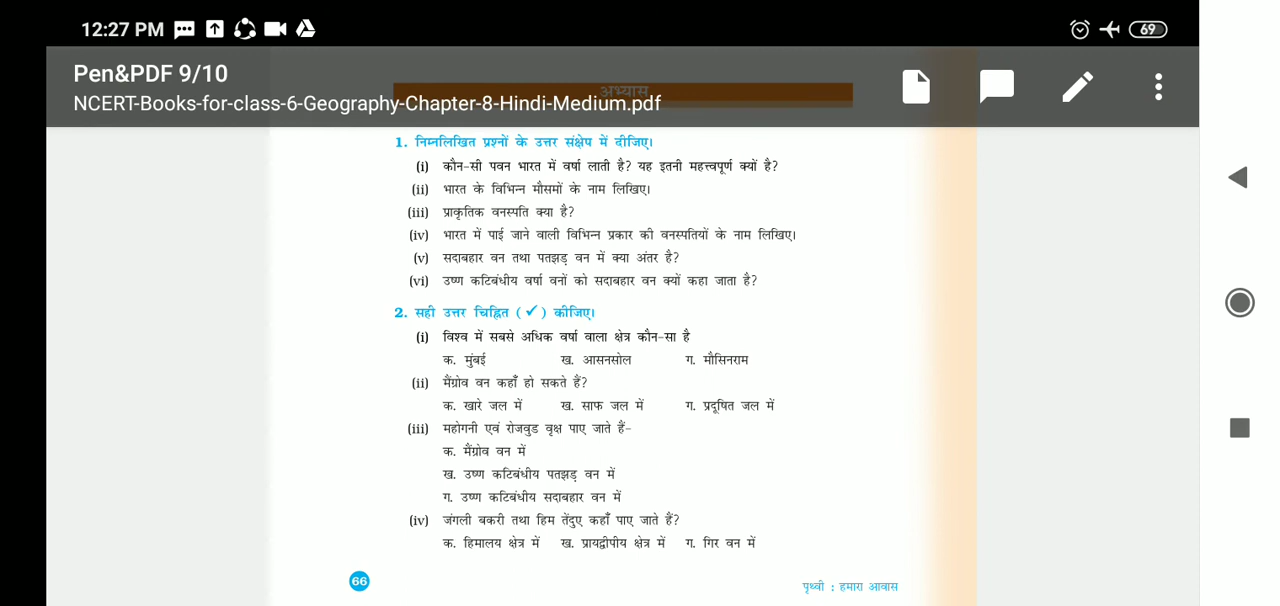 12:27 PM
69
Pen&PDF 9/10
NCERT-Books-for-class-6-Geography-Chapter-8-Hindi-Medium.pdf
अभ्यास
1. निम्नलिखित प्रश्नों के उत्तर संक्षेप में दीजिए।
(i) कौन-सी पवन भारत में वर्षा लाती है? यह इतनी महत्त्वपूर्ण क्यों है?
(ii) भारत के विभिन्न मौसमों के नाम लिखिए।
(iii) प्राकृतिक वनस्पति क्या है?
(iv) भारत में पाई जाने वाली विभिन्न प्रकार की वनस्पतियों के नाम लिखिए।
(v) सदाबहार वन तथा पतझड़ वन में क्या अंतर है?
(vi) उष्ण कटिबंधीय वर्षा वनों को सदाबहार वन क्यों कहा जाता है?
2. सही उत्तर चिह्नित (✓) कीजिए।
(i) विश्व में सबसे अधिक वर्षा वाला क्षेत्र कौन-सा है
क. मुंबई ख. आसनसोल ग. मौसिनराम
(ii) मैंग्रोव वन कहाँ हो सकते हैं?
क. खारे जल में ख. साफ जल में ग. प्रदूषित जल में
(iii) महोगनी एवं रोजवुड वृक्ष पाए जाते हैं-
क. मैंग्रोव वन में
ख. उष्ण कटिबंधीय पतझड़ वन में
ग. उष्ण कटिबंधीय सदाबहार वन में
(iv) जंगली बकरी तथा हिम तेंदुए कहाँ पाए जाते हैं?
क. हिमालय क्षेत्र में ख. प्रायद्वीपीय क्षेत्र में ग. गिर वन में
66
पृथ्वी : हमारा आवास